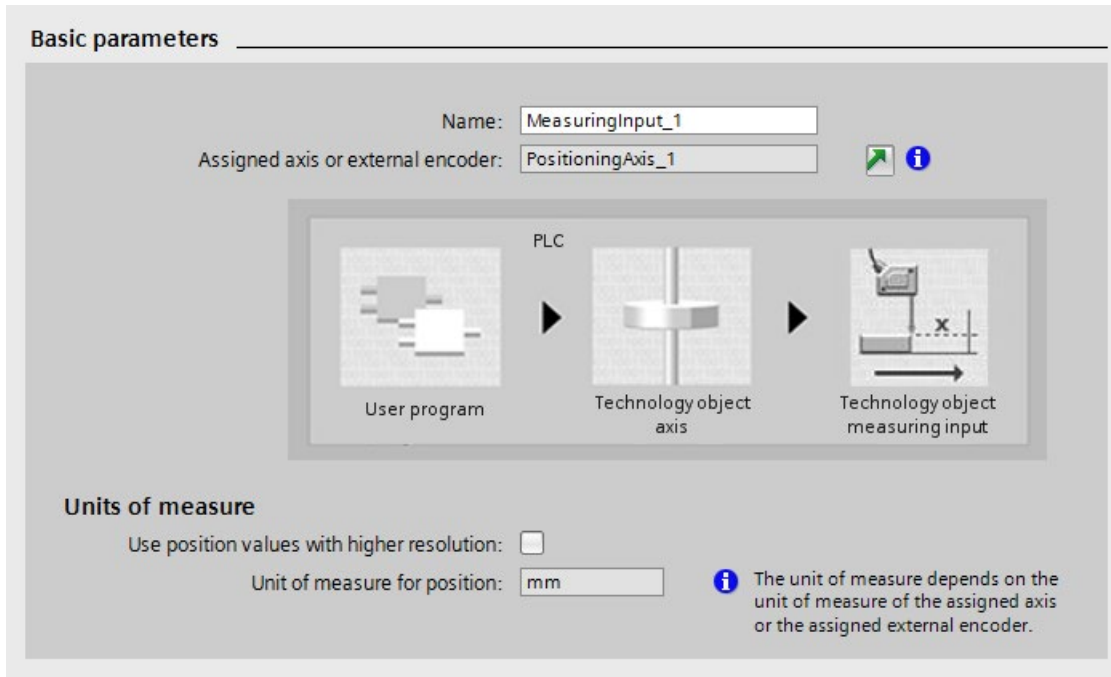 Basic parameters
Name: MeasuringInput_1
Assigned axis or external encoder: PositioningAxis_1
PLC
User program
Technology object
axis
Technology object
measuring input
x
Units of measure
Use position values with higher resolution:
Unit of measure for position: mm
The unit of measure depends on the
unit of measure of the assigned axis
or the assigned external encoder.